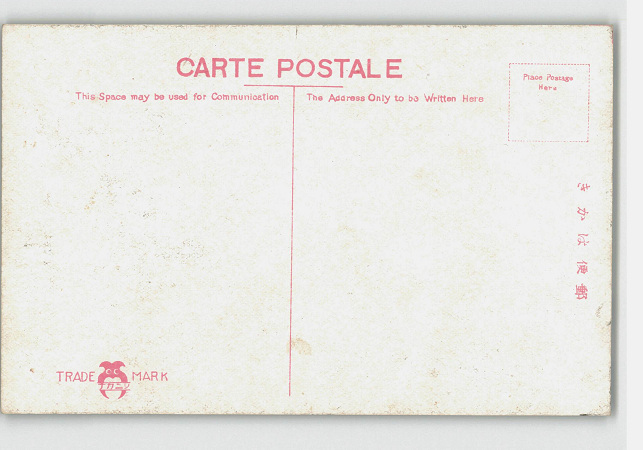 CARTE POSTALE
This Space may be used for Communication
The Address Only to be Written Here
Place Postage
Here
郵便はかき
TRADE MARK